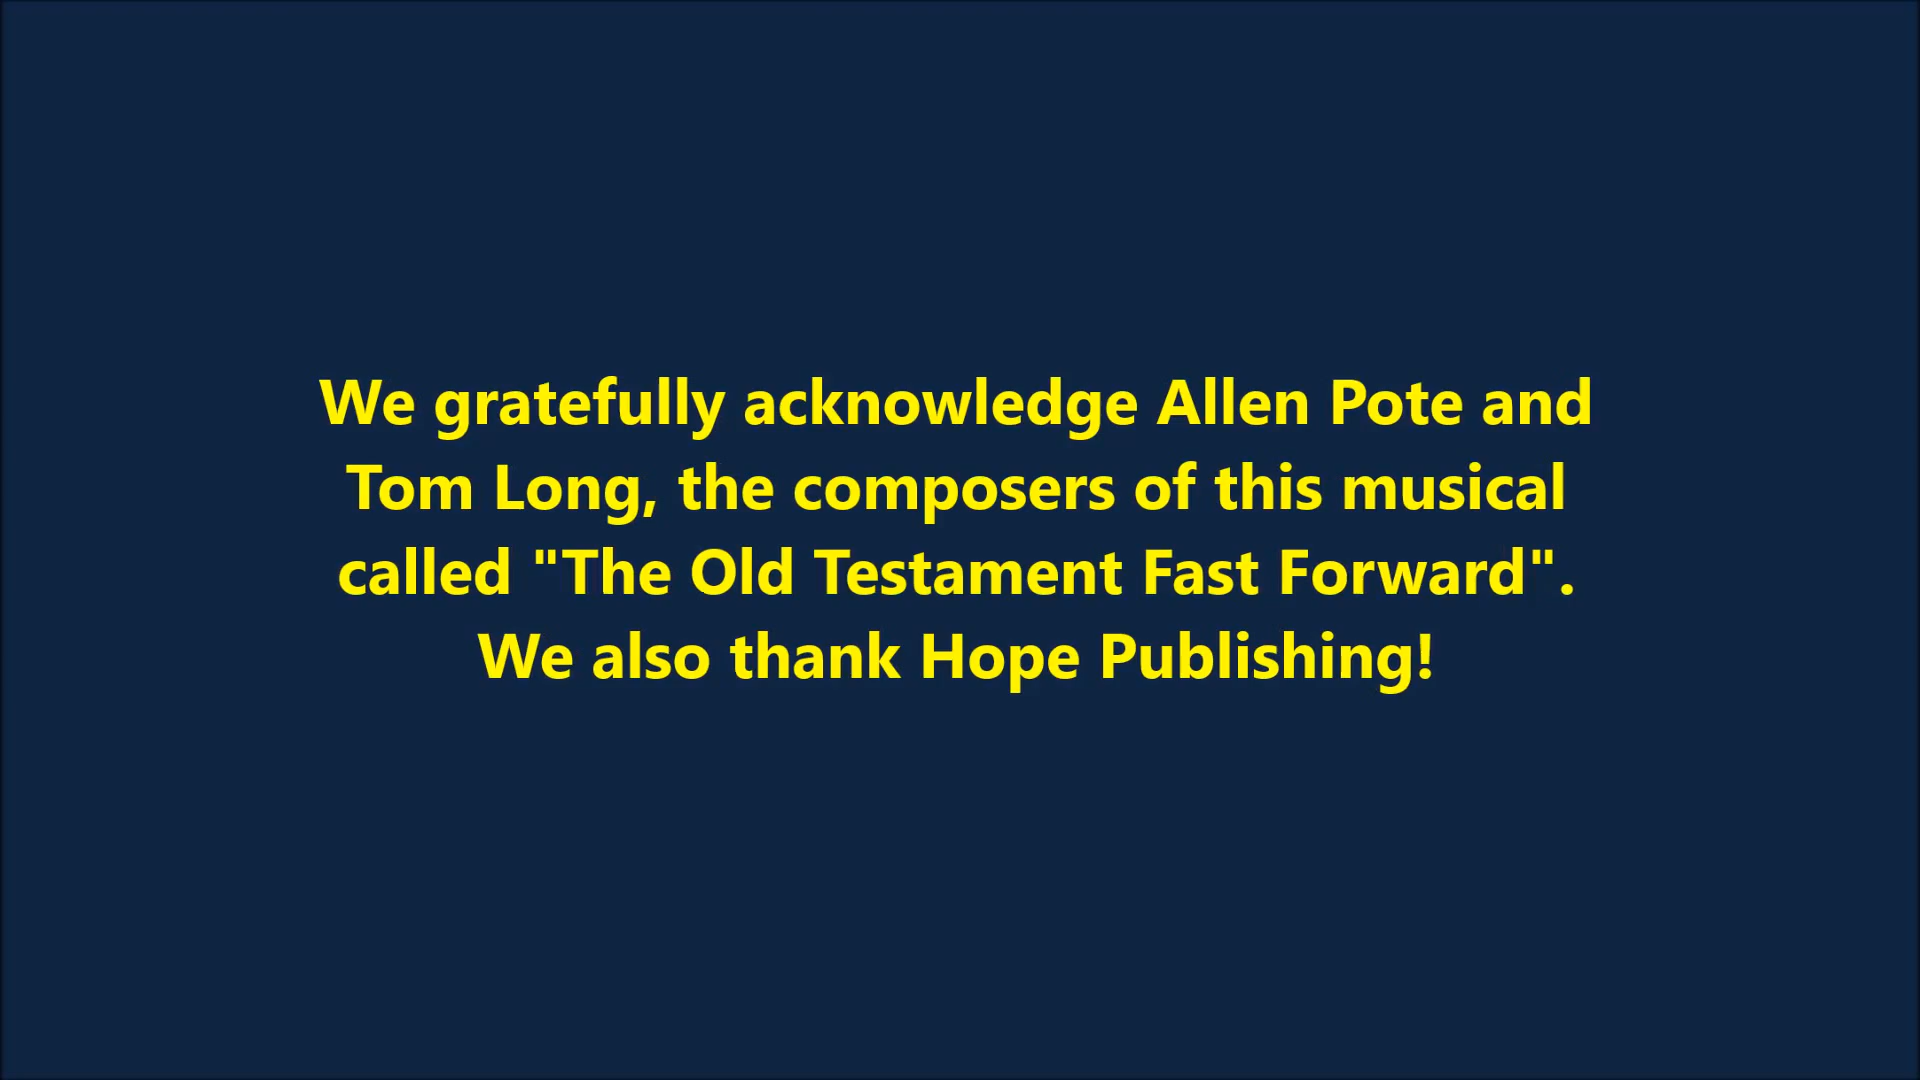 We gratefully acknowledge Allen Pote and
Tom Long, the composers of this musical
called "The Old Testament Fast Forward".
We also thank Hope Publishing!